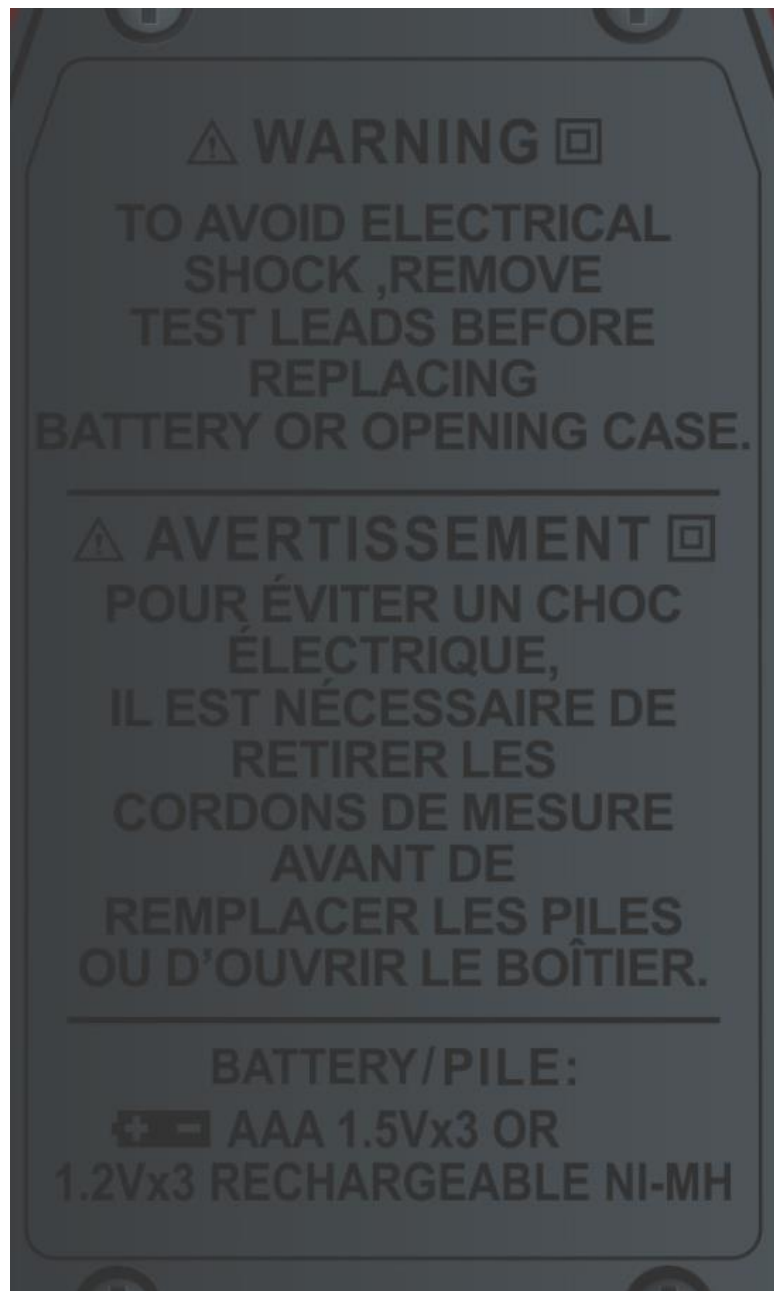 ⚠ WARNING
TO AVOID ELECTRICAL
SHOCK ,REMOVE
TEST LEADS BEFORE
REPLACING
BATTERY OR OPENING CASE.
⚠ AVERTISSEMENT
POUR ÉVITER UN CHOC
ÉLECTRIQUE,
IL EST NÉCESSAIRE DE
RETIRER LES
CORDONS DE MESURE
AVANT DE
REMPLACER LES PILES
OU D’OUVRIR LE BOÎTIER.
BATTERY/PILE:
+ - AAA 1.5Vx3 OR
1.2Vx3 RECHARGEABLE NI-MH